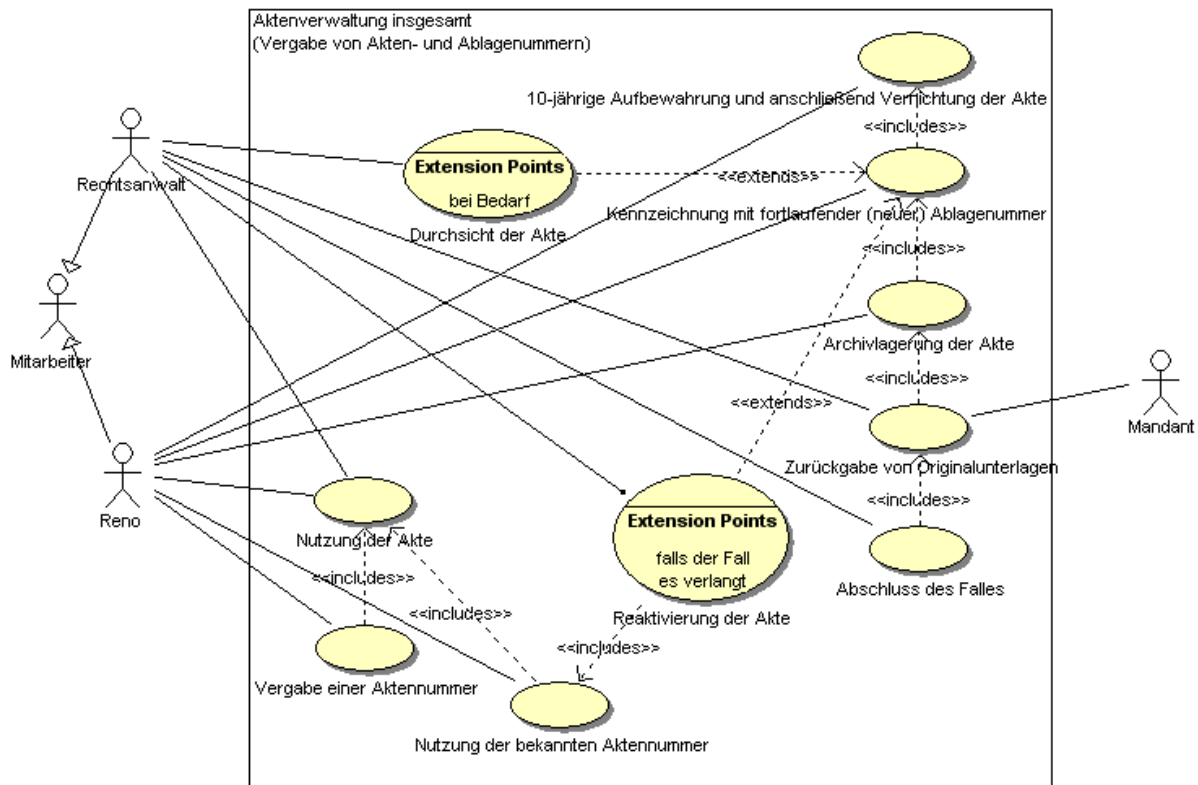 Aktenverwaltung insgesamt
(Vergabe von Akten- und Ablagenummern)
10-jährige Aufbewahrung und anschließend Vernichtung der Akte
<<includes>>
Rechtsanwalt
Extension Points
bei Bedarf
Durchsicht der Akte
<<extends>>
Kennzeichnung mit fortlaufender (neuer) Ablagenummer
<<includes>>
Mitarbeiter
Archivlagerung der Akte
<<includes>>
<<extends>>
Mandant
Zurückgabe von Originalunterlagen
<<includes>>
Reno
Nutzung der Akte
Extension Points
falls der Fall
es verlangt
Reaktivierung der Akte
Abschluss des Falles
<<includes>>
<<includes>>
<<includes>>
Vergabe einer Aktennummer
Nutzung der bekannten Aktennummer